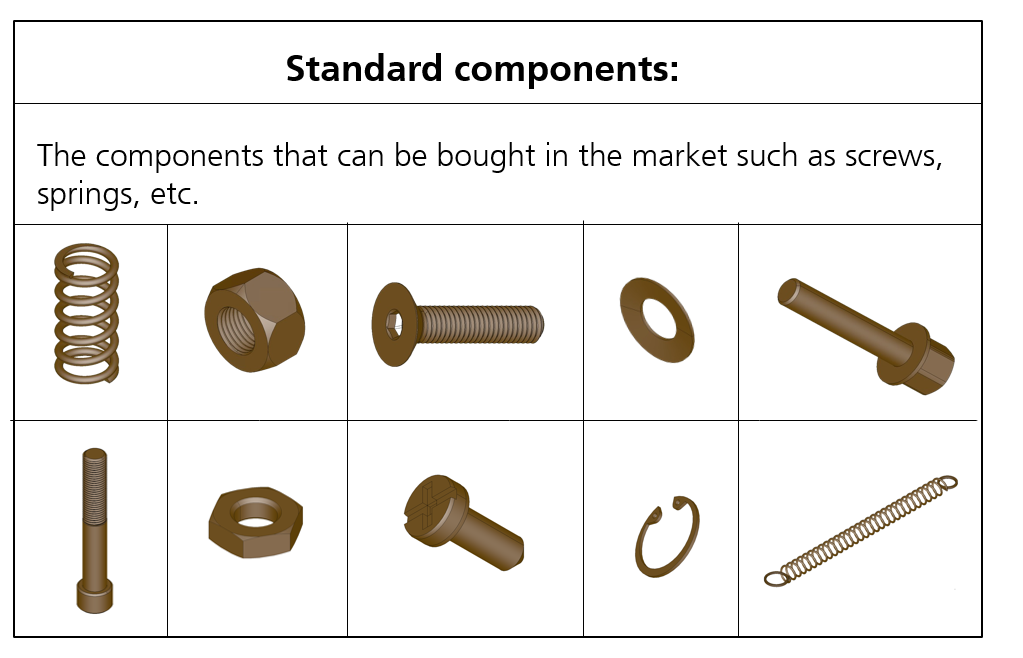 Standard components:
The components that can be bought in the market such as screws,
springs, etc.